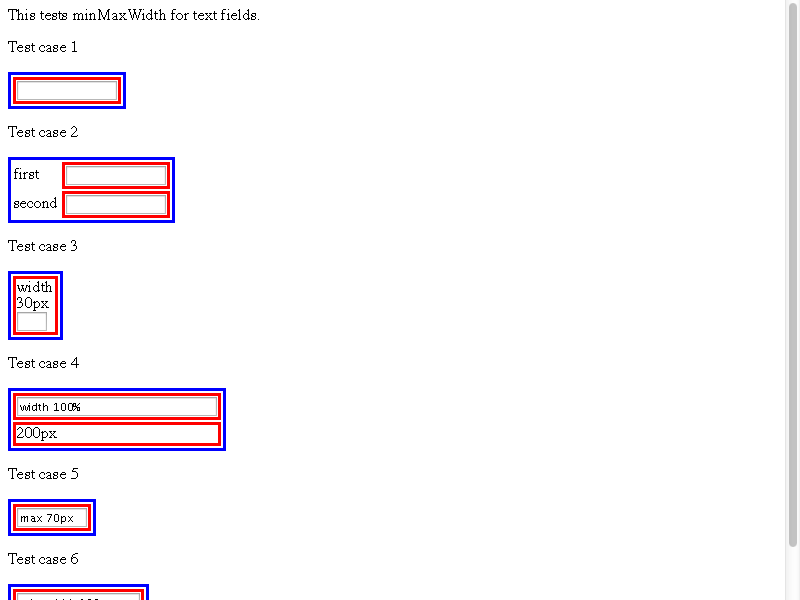 This tests minMaxWidth for text fields.
Test case 1
Test case 2
first
second
Test case 3
width
30px
Test case 4
width 100%
200px
Test case 5
max 70px
Test case 6